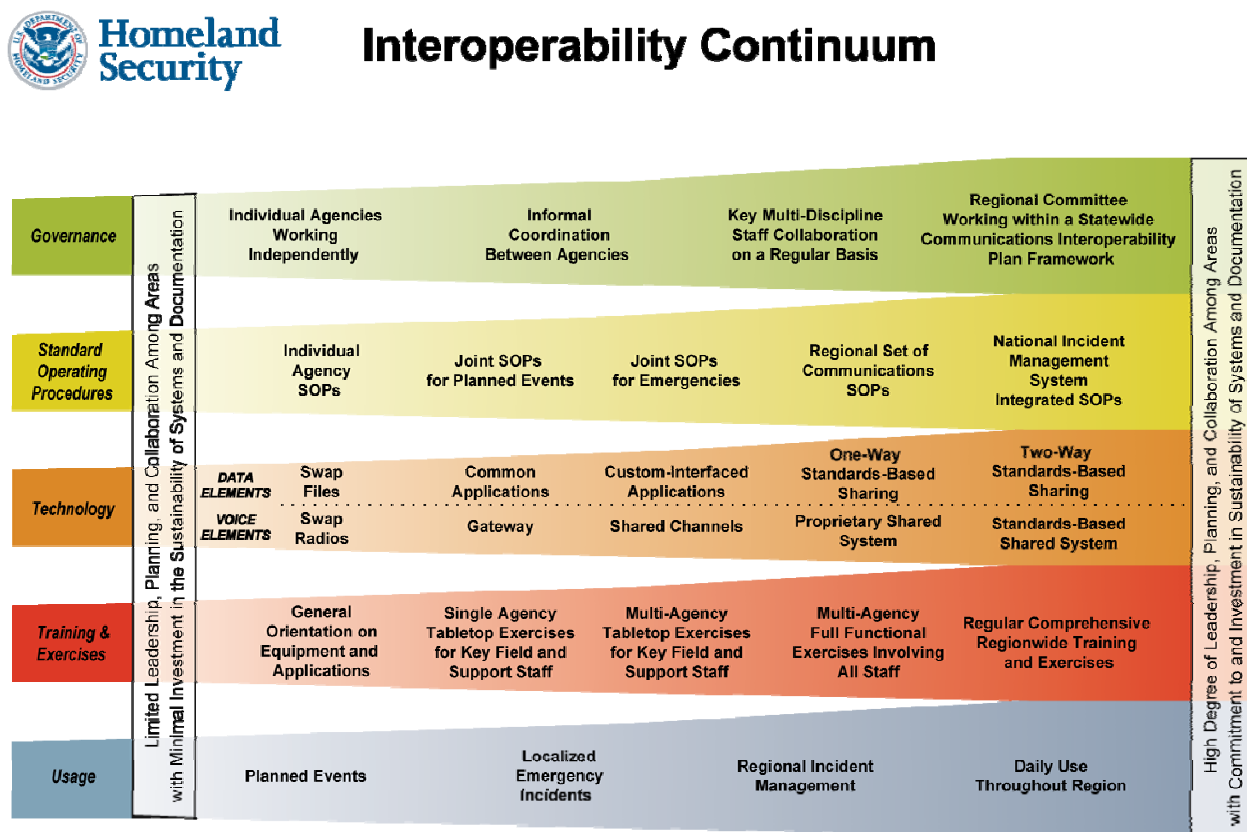 Homeland
Security
U.S. DEPARTMENT OF
HOMELAND SECURITY
Interoperability Continuum
Limited Leadership, Planning, and Collaboration Among Areas
with Minimal Investment in the Sustainability of Systems and Documentation
Governance
Individual Agencies
Working
Independently
Informal
Coordination
Between Agencies
Key Multi-Discipline
Staff Collaboration
on a Regular Basis
Regional Committee
Working within a Statewide
Communications Interoperability
Plan Framework
Standard
Operating
Procedures
Individual
Agency
SOPs
Joint SOPs
for Planned Events
Joint SOPs
for Emergencies
Regional Set of
Communications
SOPs
National Incident
Management
System
Integrated SOPs
Technology
DATA
ELEMENTS
Swap
Files
Common
Applications
Custom-Interfaced
Applications
One-Way
Standards-Based
Sharing
Two-Way
Standards-Based
Sharing
VOICE
ELEMENTS
Swap
Radios
Gateway
Shared Channels
Proprietary Shared
System
Standards-Based
Shared System
Training &
Exercises
General
Orientation on
Equipment and
Applications
Single Agency
Tabletop Exercises
for Key Field and
Support Staff
Multi-Agency
Tabletop Exercises
for Key Field and
Support Staff
Multi-Agency
Full Functional
Exercises Involving
All Staff
Regular Comprehensive
Regionwide Training
and Exercises
Usage
Planned Events
Localized
Emergency
Incidents
Regional Incident
Management
Daily Use
Throughout Region
High Degree of Leadership, Planning, and Collaboration Among Areas
with Commitment to and Investment in Sustainability of Systems and Documentation